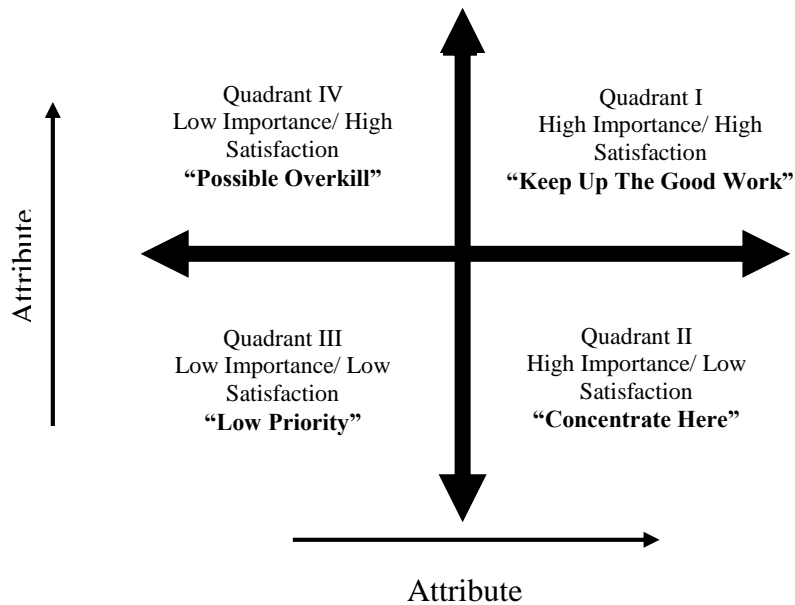 Quadrant IV
Low Importance/ High
Satisfaction
“Possible Overkill”
Quadrant I
High Importance/ High
Satisfaction
“Keep Up The Good Work”
Attribute
Quadrant III
Low Importance/ Low
Satisfaction
“Low Priority”
Quadrant II
High Importance/ Low
Satisfaction
“Concentrate Here”
Attribute